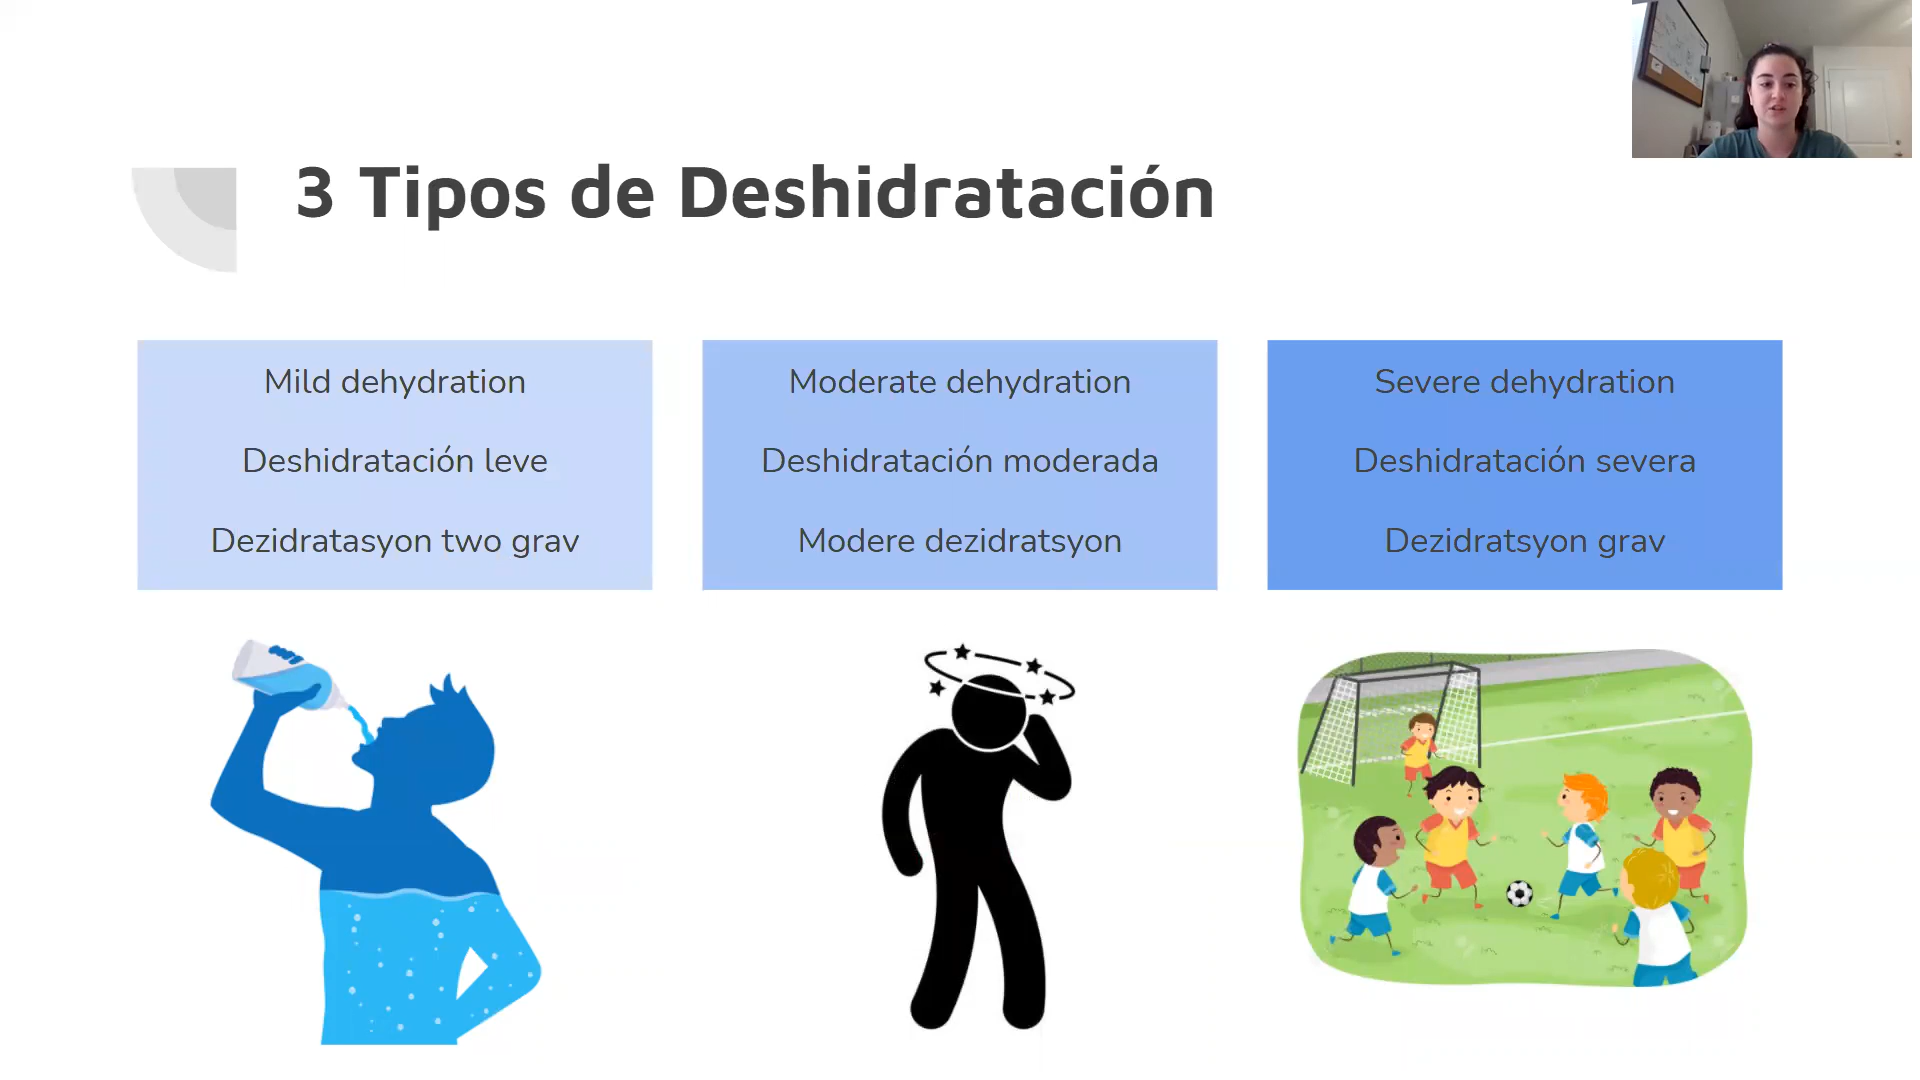 3 Tipos de Deshidratación
Mild dehydration
Deshidratación leve
Dezidratasyon two grav
Moderate dehydration
Deshidratación moderada
Modere dezidratsyon
Severe dehydration
Deshidratación severa
Dezidratsyon grav